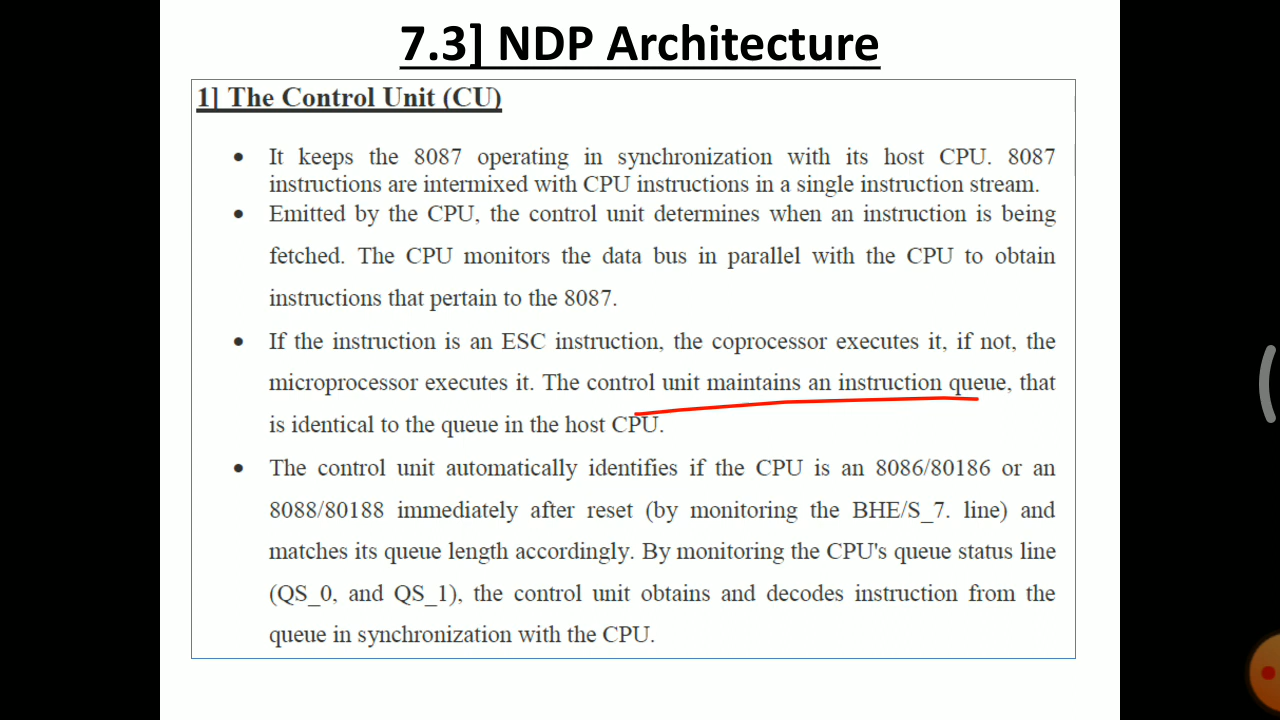 7.3] NDP Architecture
1] The Control Unit (CU)
• It keeps the 8087 operating in synchronization with its host CPU. 8087
instructions are intermixed with CPU instructions in a single instruction stream.
• Emitted by the CPU, the control unit determines when an instruction is being
fetched. The CPU monitors the data bus in parallel with the CPU to obtain
instructions that pertain to the 8087.
• If the instruction is an ESC instruction, the coprocessor executes it, if not, the
microprocessor executes it. The control unit maintains an instruction queue, that
is identical to the queue in the host CPU.
• The control unit automatically identifies if the CPU is an 8086/80186 or an
8088/80188 immediately after reset (by monitoring the BHE/S_7. line) and
matches its queue length accordingly. By monitoring the CPU's queue status line
(QS_0, and QS_1), the control unit obtains and decodes instruction from the
queue in synchronization with the CPU.